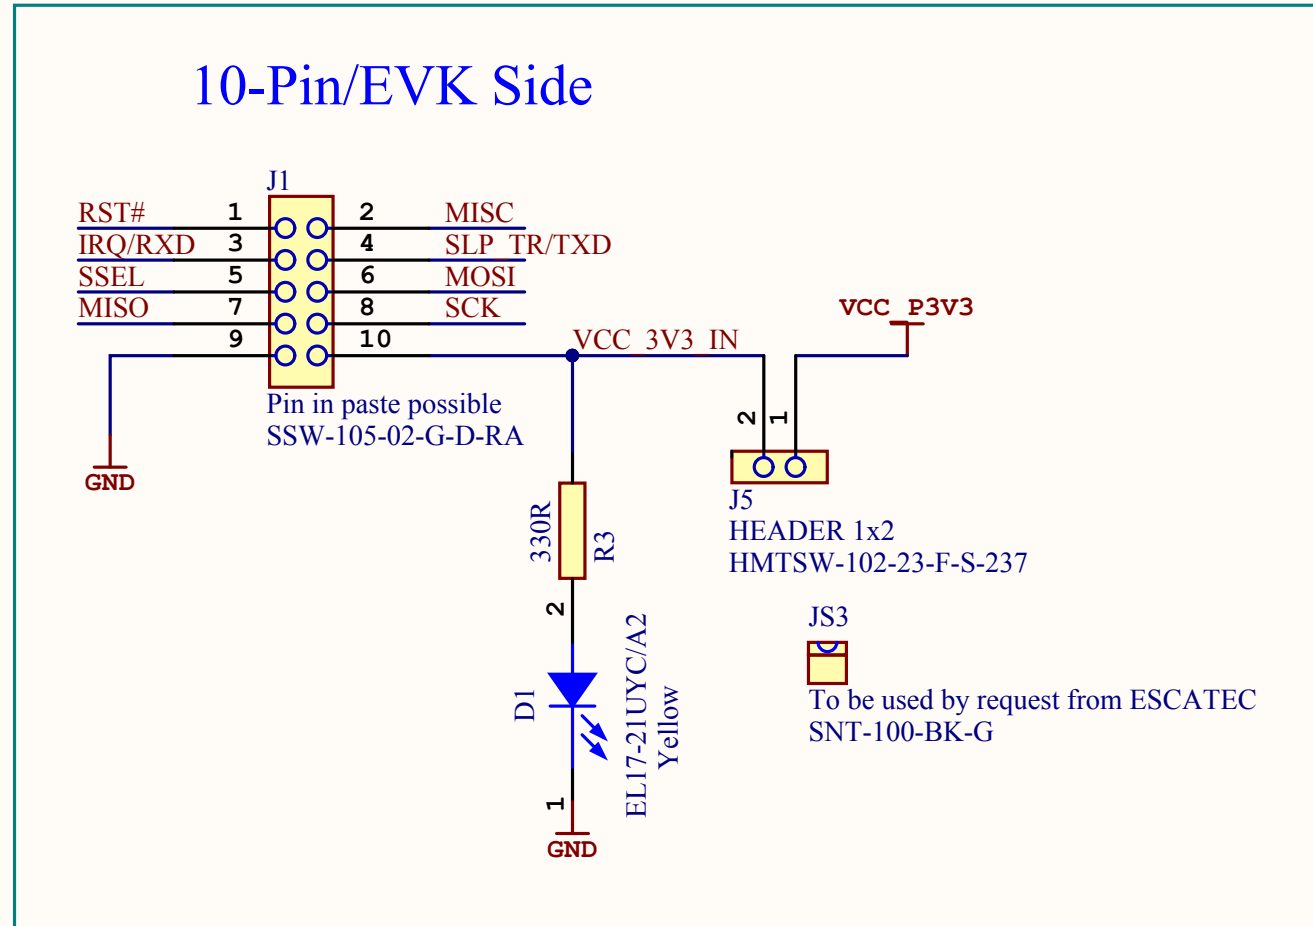 10-Pin/EVK Side
J1
RST# 1 2 MISC
IRQ/RXD 3 4 SLP_TR/TXD
SSEL 5 6 MOSI
MISO 7 8 SCK
9 10 VCC_3V3_IN
VCC_P3V3
Pin in paste possible
SSW-105-02-G-D-RA
GND
2 1
J5
HEADER 1x2
HMTSW-102-23-F-S-237
330R
R3
2
D1
EL17-21UYC/A2
Yellow
1
GND
JS3
To be used by request from ESCATEC
SNT-100-BK-G